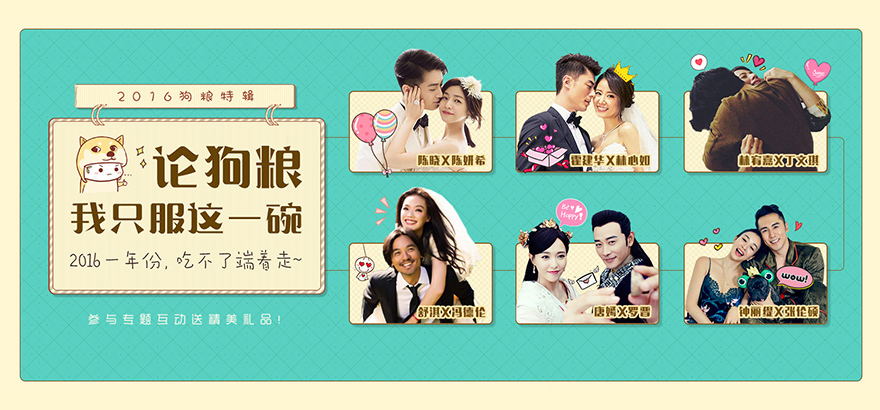 2016狗粮特辑
论狗粮
我只服这一碗
2016一年份,吃不了端着走~
参与专题互动送精美礼品!
陈晓X陈妍希
霍建华X林心如
林宥嘉X丁文琪
Be Happy!
舒淇X冯德伦
唐嫣X罗晋
wow!
钟丽缇X张伦硕